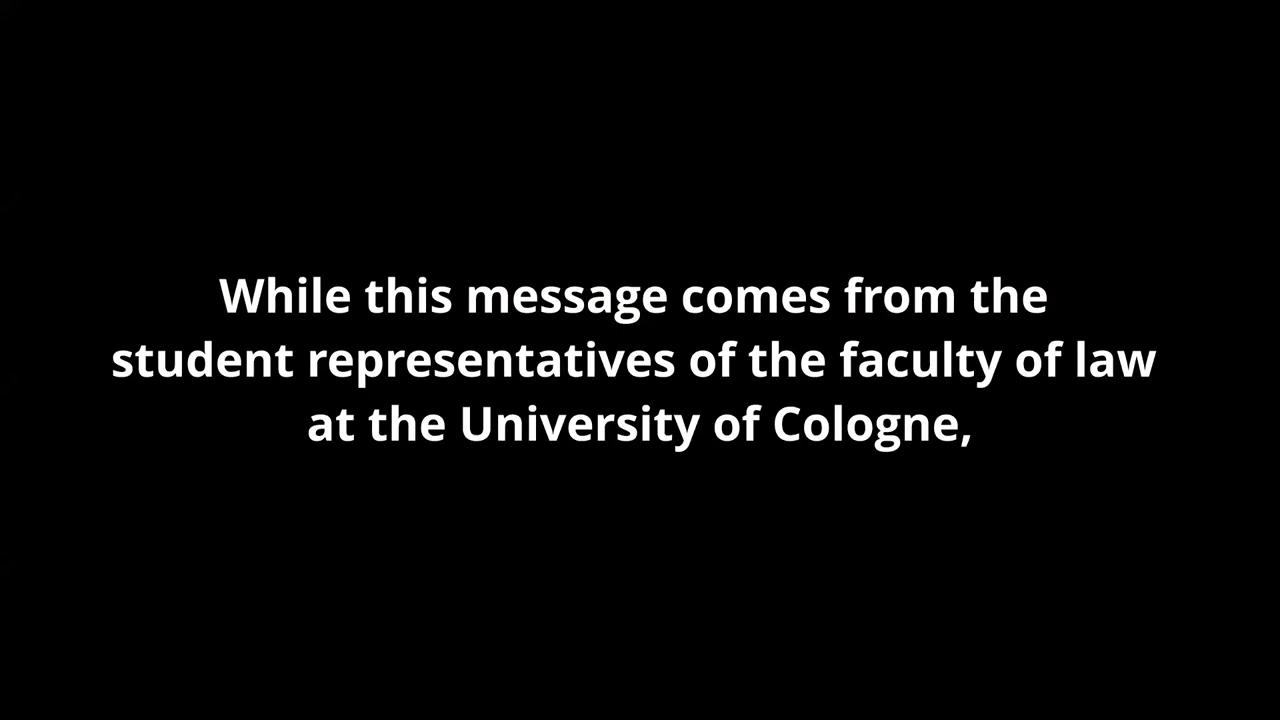 While this message comes from the
student representatives of the faculty of law
at the University of Cologne,